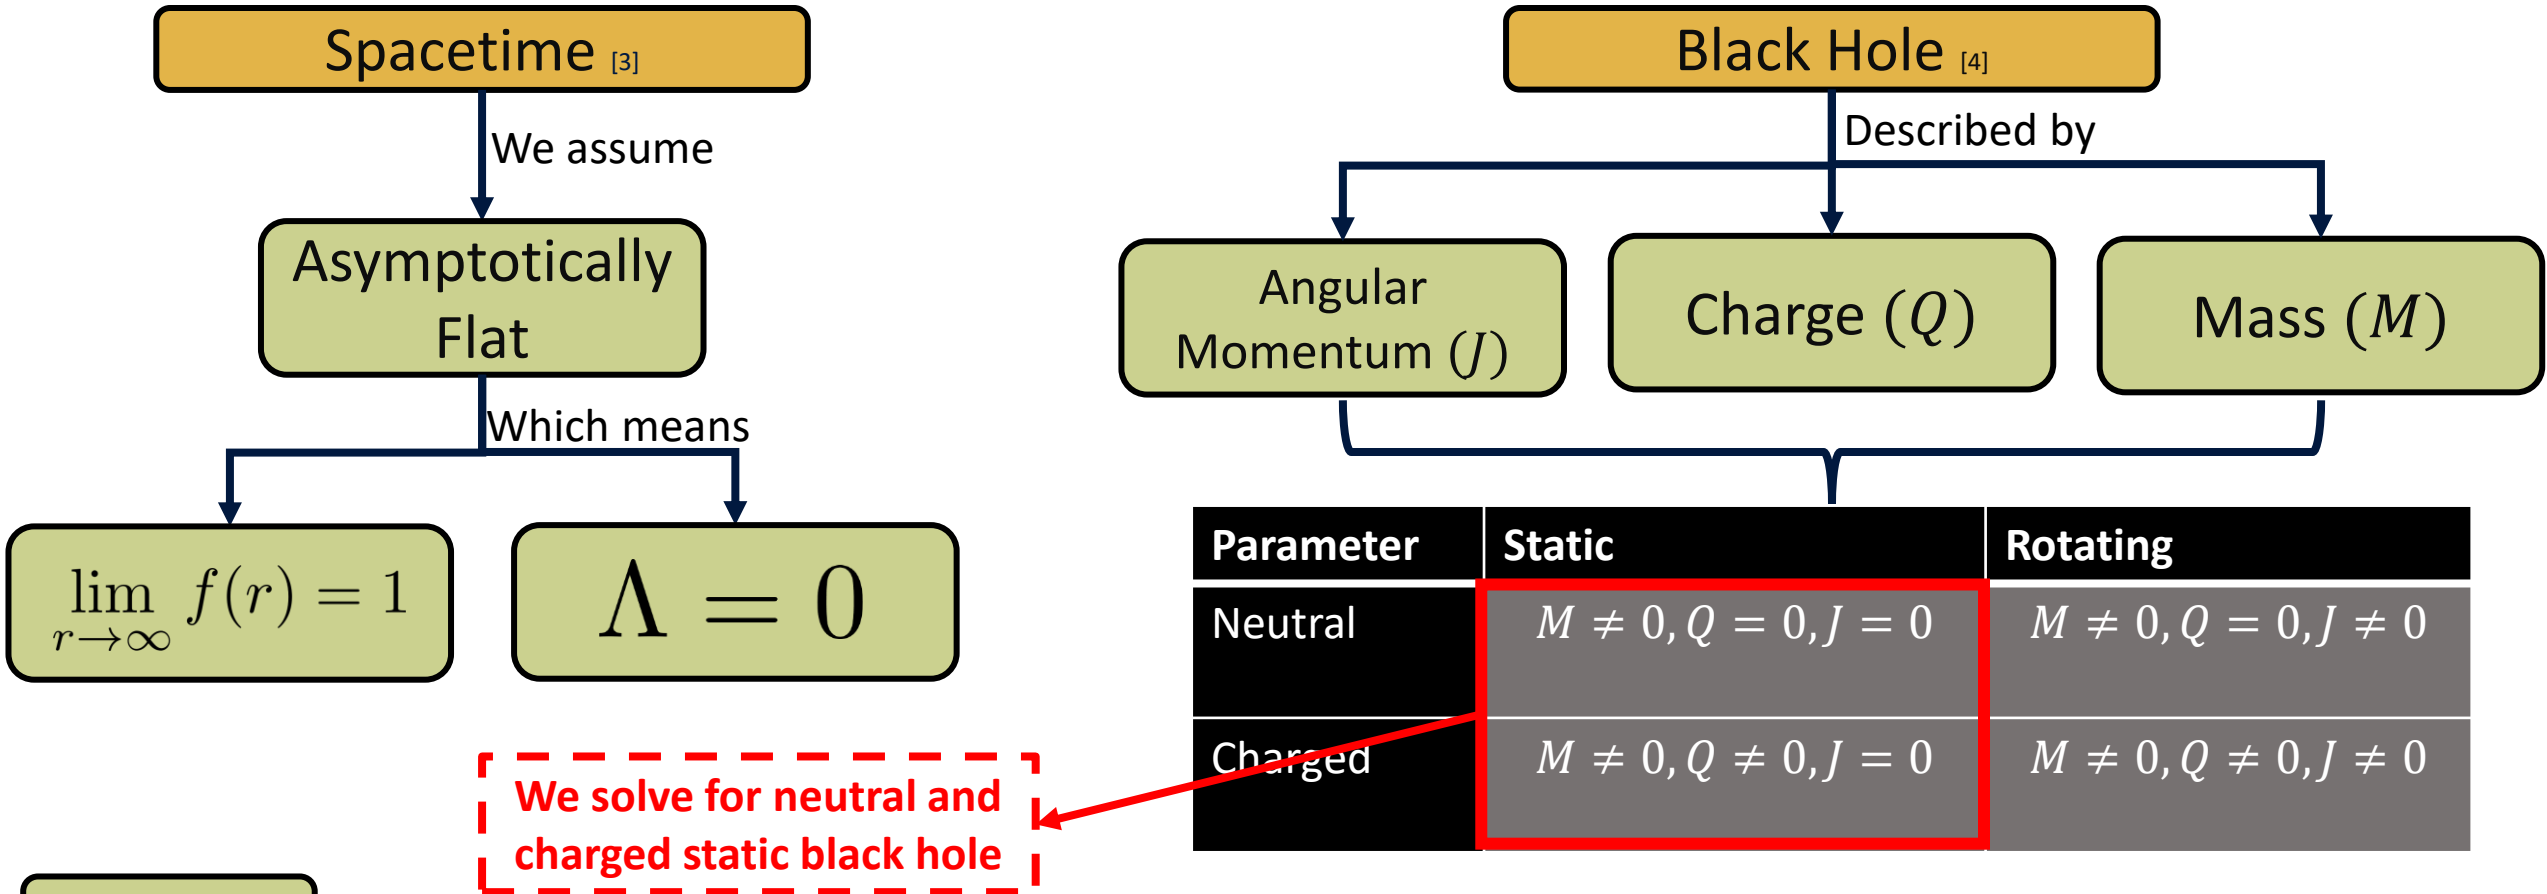 Spacetime [3]
We assume
Asymptotically
Flat
Which means
lim f(r) = 1
r→∞
Λ = 0
Black Hole [4]
Described by
Angular
Momentum (J)
Charge (Q)
Mass (M)
Parameter Static Rotating
Neutral M ≠ 0, Q = 0, J = 0 M ≠ 0, Q = 0, J ≠ 0
Charged M ≠ 0, Q ≠ 0, J = 0 M ≠ 0, Q ≠ 0, J ≠ 0
We solve for neutral and
charged static black hole